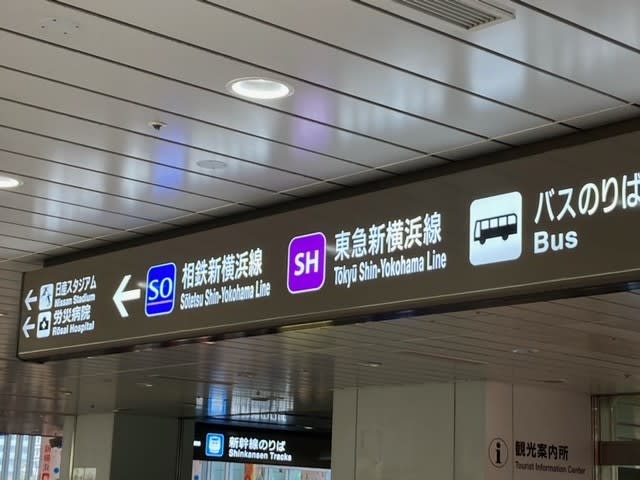 日産スタジアム
Nissan Stadium
労災病院
Rōsai Hospital
SO
相鉄新横浜線
Sōtetsu Shin-Yokohama Line
SH
東急新横浜線
Tōkyū Shin-Yokohama Line
バスのりば
Bus
新幹線のりば
Shinkansen Tracks
i
観光案内所
Tourist Information Center